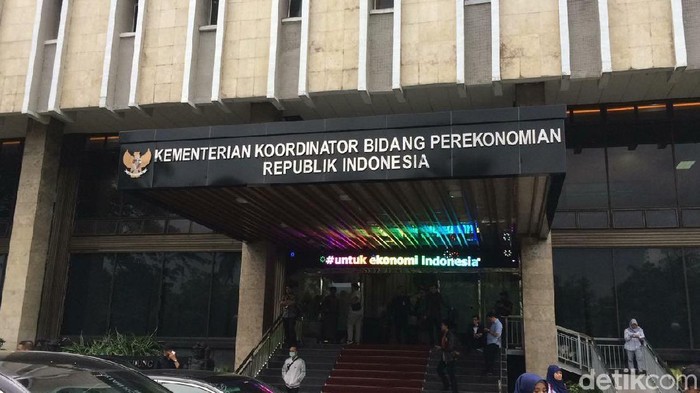 KEMENTERIAN KOORDINATOR BIDANG PEREKONOMIAN
REPUBLIK INDONESIA
#untuk ekonomi indonesia
detikcom